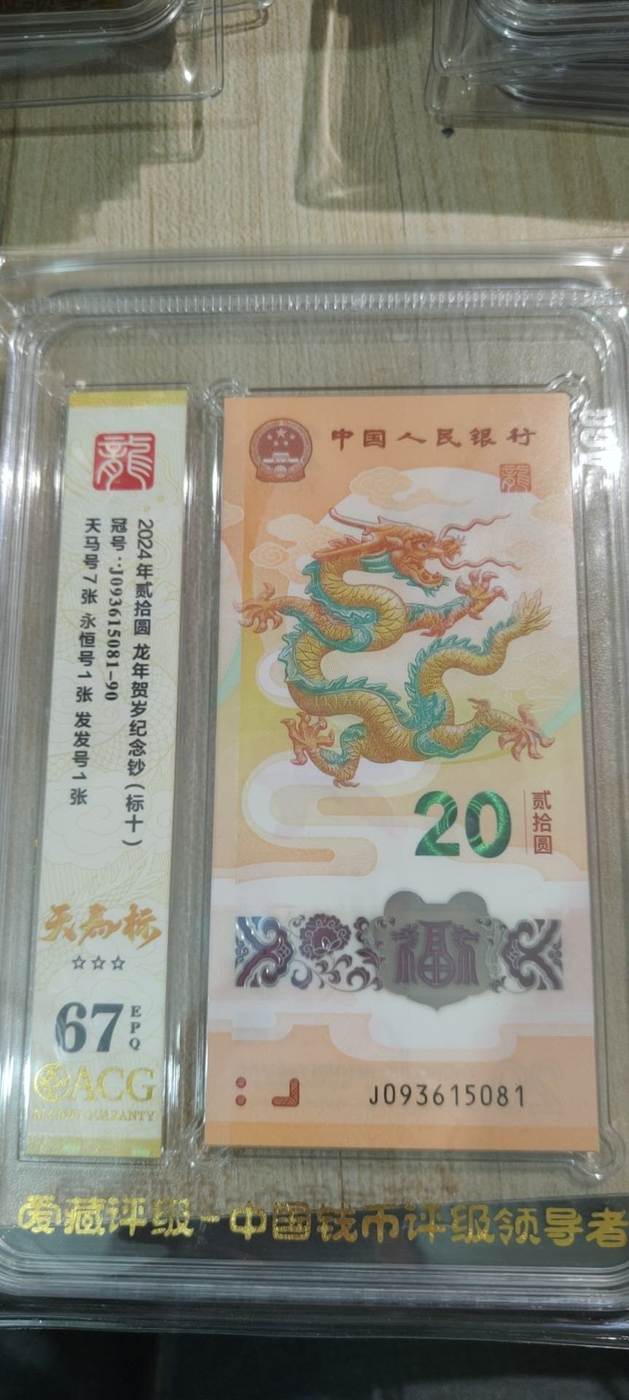 龍
2024年贰拾圆 龙年贺岁纪念钞(标十)
冠号:J093615081-90
天马号7张 永恒号1张 发发号1张
天马标
☆☆☆
67
EPQ
ACG
中国人民银行
龍
20
贰拾圆
福
J093615081
爱藏评级-中国钱币评级领导者